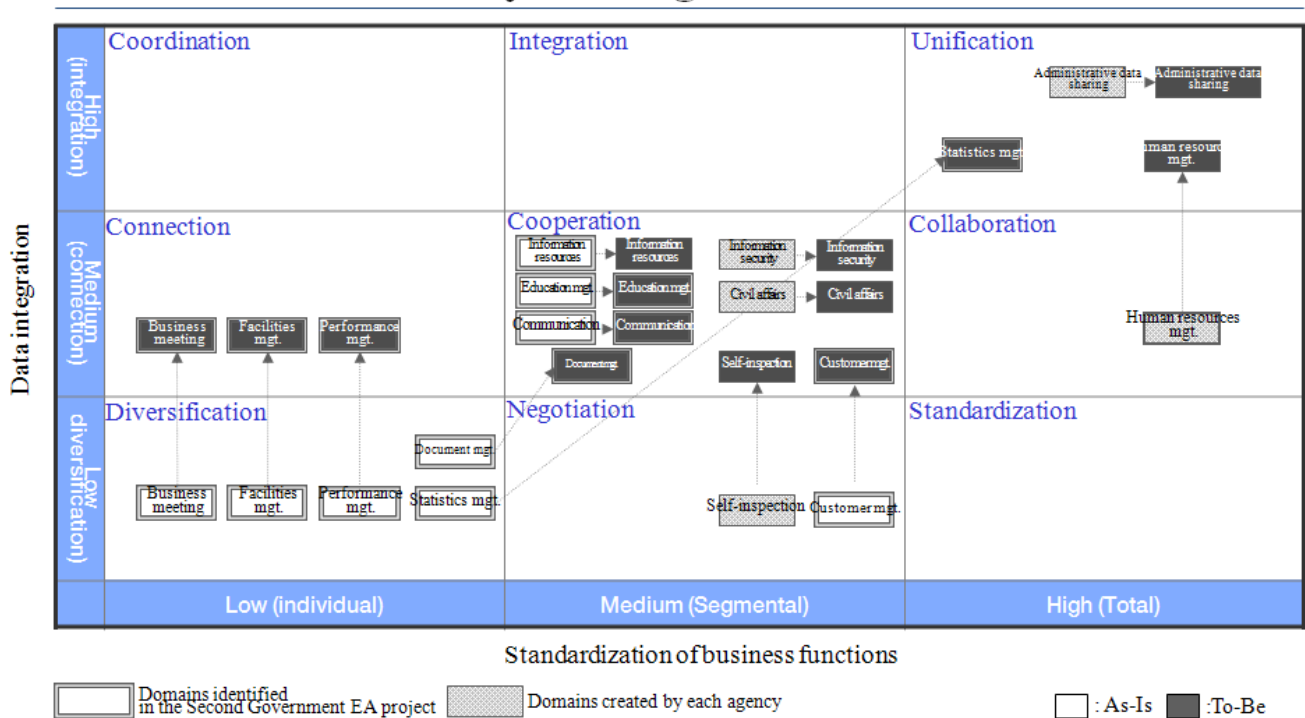 Coordination
Integration
Unification
Administrative data
sharing
Administrative data
sharing
Statistics mgt.
mgt.
High
(integration)
Connection
Cooperation
Collaboration
Information
resources
Information
resources
Information
security
Information
security
Education mgt.
Education mgt.
Civil affairs
Civil affairs
Communication
Communication
Business
meeting
Facilities
mgt.
Performance
mgt.
Human resources
mgt.
Document mgt.
Self-inspection
Customer mgt.
Medium
(connection)
Data integration
Diversification
Negotiation
Standardization
Document mgt.
Business
meeting
Facilities
mgt.
Performance
mgt.
Statistics mgt.
Self-inspection
Customer mgt.
Low
diversification)
Low (individual)
Medium (Segmental)
High (Total)
Standardization of business functions
Domains identified
in the Second Government EA project
Domains created by each agency
: As-Is
:To-Be